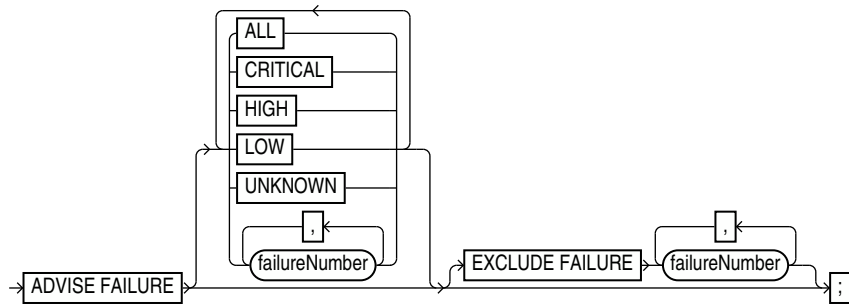 ALL
CRITICAL
HIGH
LOW
UNKNOWN
,
failureNumber
ADVISE FAILURE
EXCLUDE FAILURE
,
failureNumber
;